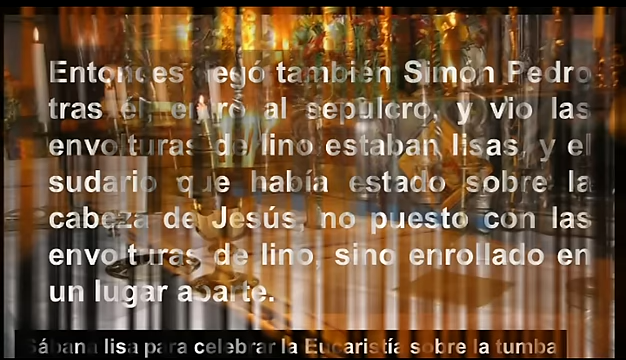 Entonces llegó también Simon Pedro
tras él, entró al sepulcro, y vio las
envolturas de lino estaban lisas, y el
sudario que había estado sobre la
cabeza de Jesús, no puesto con las
envolturas de lino, sino enrollado en
un lugar aparte.
Sábana lisa para celebrar la Eucaristía sobre la tumba